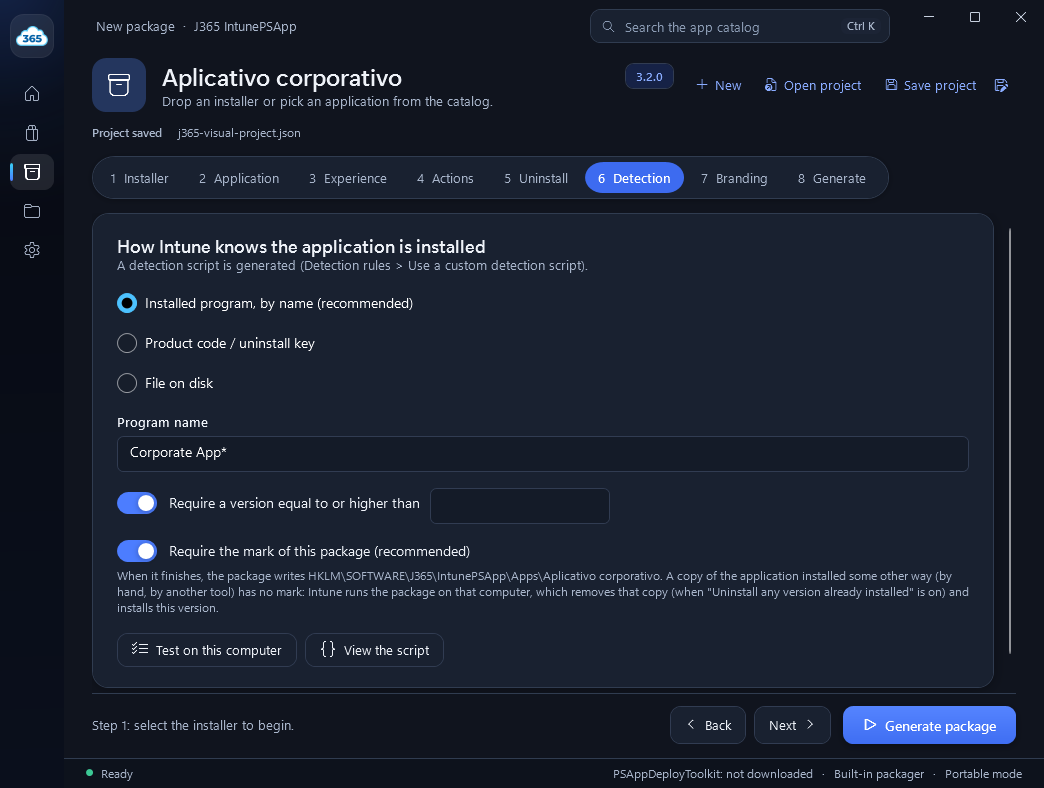 365
New package · J365 IntunePSApp
Search the app catalog
Ctrl K
Aplicativo corporativo
Drop an installer or pick an application from the catalog.
3.2.0
New
Open project
Save project
Project saved
j365-visual-project.json
1 Installer
2 Application
3 Experience
4 Actions
5 Uninstall
6 Detection
7 Branding
8 Generate
How Intune knows the application is installed
A detection script is generated (Detection rules > Use a custom detection script).
Installed program, by name (recommended)
Product code / uninstall key
File on disk
Program name
Corporate App*
Require a version equal to or higher than
Require the mark of this package (recommended)
When it finishes, the package writes HKLM\SOFTWARE\J365\IntunePSApp\Apps\Aplicativo corporativo. A copy of the application installed some other way (by
hand, by another tool) has no mark: Intune runs the package on that computer, which removes that copy (when "Uninstall any version already installed" is on) and
installs this version.
Test on this computer
{} View the script
Step 1: select the installer to begin.
Back
Next
Generate package
Ready
PSAppDeployToolkit: not downloaded · Built-in packager · Portable mode